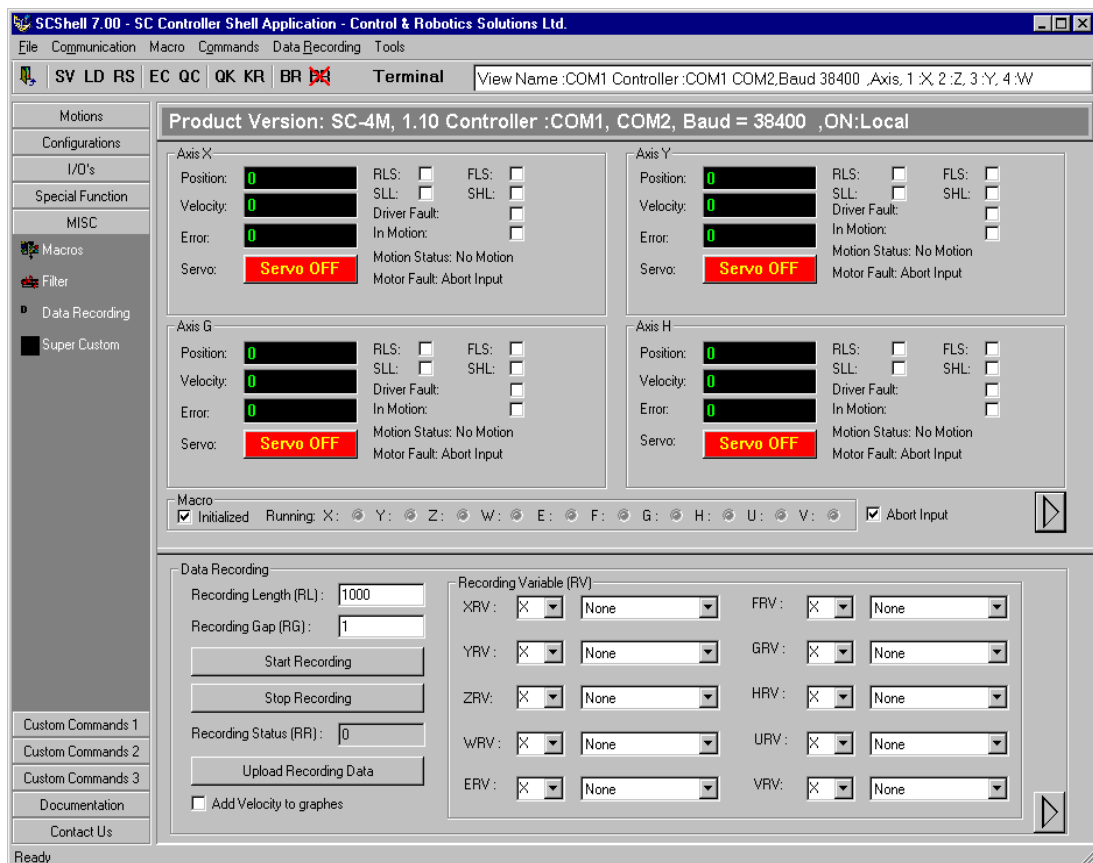 SCShell 7.00 - SC Controller Shell Application - Control & Robotics Solutions Ltd.
File Communication Macro Commands Data Recording Tools
SV LD RS EC QC QK KR BR BR Terminal View Name :COM1 Controller :COM1 COM2,Baud 38400 ,Axis, 1 :X, 2 :Z, 3 :Y, 4 :W
Motions
Configurations
I/O's
Special Function
MISC
Macros
Filter
D Data Recording
Super Custom
Custom Commands 1
Custom Commands 2
Custom Commands 3
Documentation
Contact Us
Product Version: SC-4M, 1.10 Controller :COM1, COM2, Baud = 38400 ,ON:Local
Axis X
Position: 0 RLS: FLS:
SLL: SHL:
Velocity: 0 Driver Fault:
Error: 0 In Motion:
Motion Status: No Motion
Servo: Servo OFF
Motor Fault: Abort Input
Axis Y
Position: 0 RLS: FLS:
SLL: SHL:
Velocity: 0 Driver Fault:
Error: 0 In Motion:
Motion Status: No Motion
Servo: Servo OFF
Motor Fault: Abort Input
Axis G
Position: 0 RLS: FLS:
SLL: SHL:
Velocity: 0 Driver Fault:
Error: 0 In Motion:
Motion Status: No Motion
Servo: Servo OFF
Motor Fault: Abort Input
Axis H
Position: 0 RLS: FLS:
SLL: SHL:
Velocity: 0 Driver Fault:
Error: 0 In Motion:
Motion Status: No Motion
Servo: Servo OFF
Motor Fault: Abort Input
Macro
Initialized Running: X: Y: Z: W: E: F: G: H: U: V: Abort Input
Data Recording
Recording Length (RL) : 1000
Recording Gap (RG) : 1
Start Recording
Stop Recording
Recording Status (RR) : 0
Upload Recording Data
Add Velocity to graphes
Recording Variable (RV)
XRV : X None FRV : X None
YRV : X None GRV : X None
ZRV: X None HRV : X None
WRV : X None URV : X None
ERV : X None VRV: X None
Ready